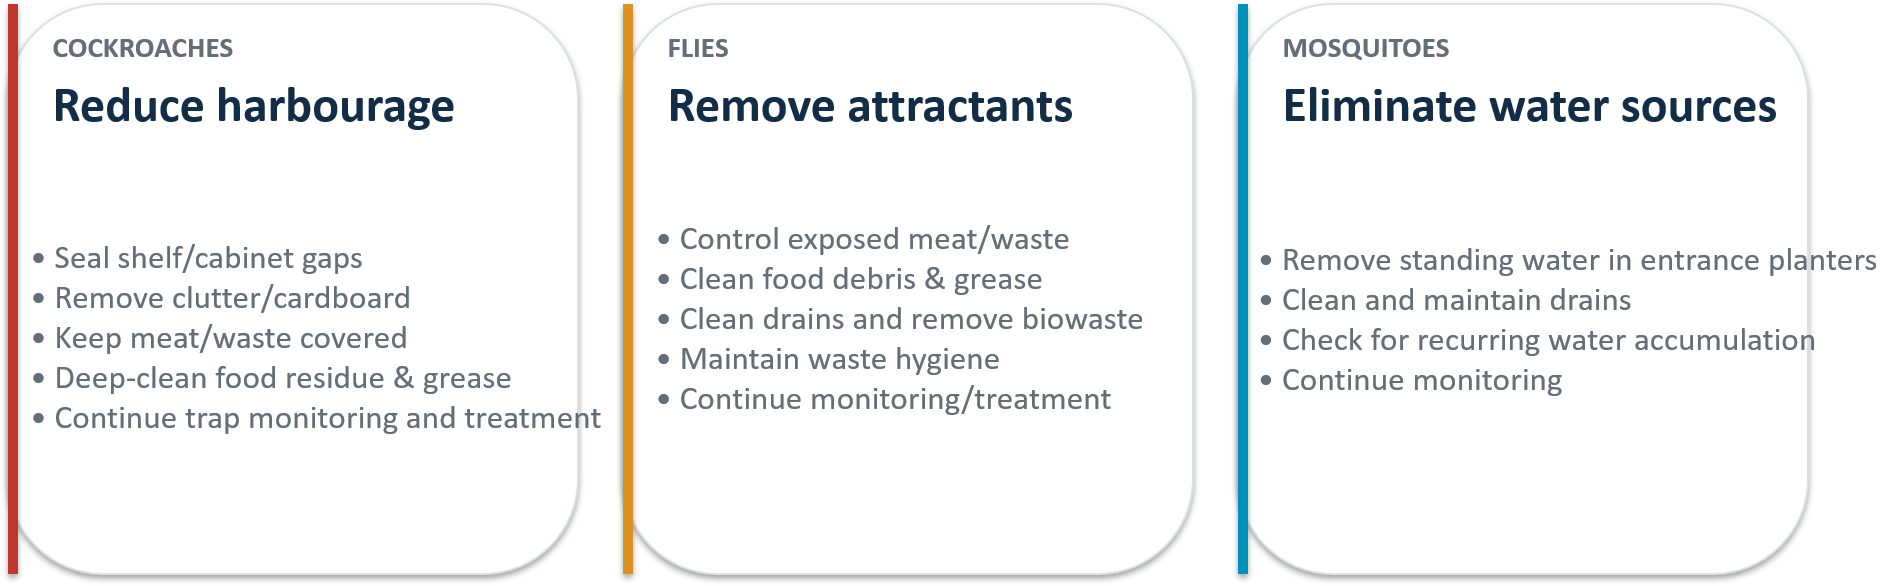 COCKROACHES
Reduce harbourage
• Seal shelf/cabinet gaps
• Remove clutter/cardboard
• Keep meat/waste covered
• Deep-clean food residue & grease
• Continue trap monitoring and treatment
FLIES
Remove attractants
• Control exposed meat/waste
• Clean food debris & grease
• Clean drains and remove biowaste
• Maintain waste hygiene
• Continue monitoring/treatment
MOSQUITOES
Eliminate water sources
• Remove standing water in entrance planters
• Clean and maintain drains
• Check for recurring water accumulation
• Continue monitoring